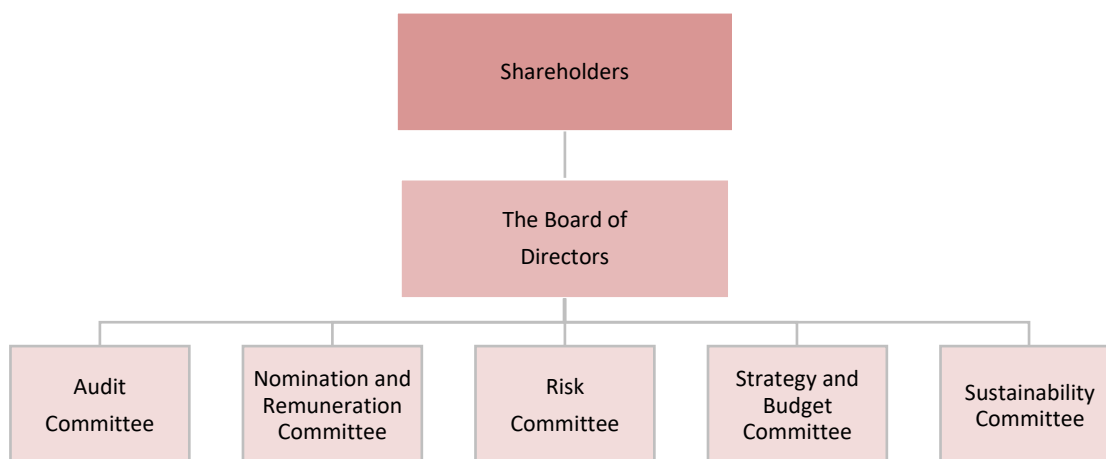 Shareholders
The Board of
Directors
Audit
Committee
Nomination and
Remuneration
Committee
Risk
Committee
Strategy and
Budget
Committee
Sustainability
Committee